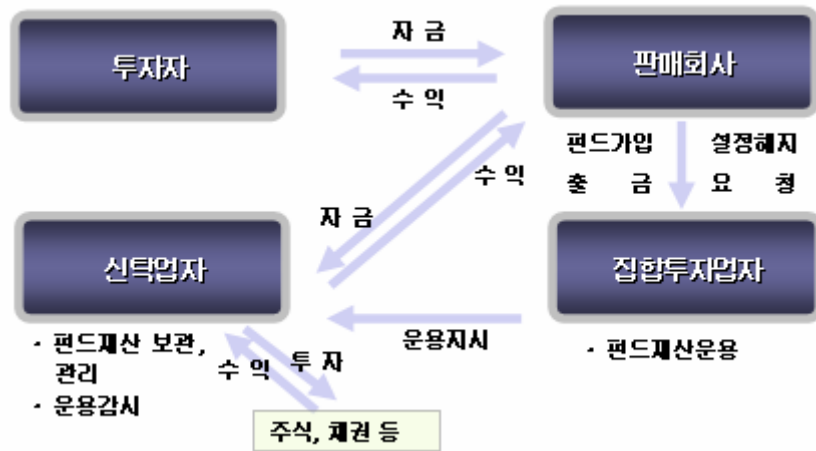 투자자
자 금
수 익
판매회사
펀드가입 설정해지
출 금 요 청
자 금
수 익
신탁업자
집합투자업자
· 펀드재산 보관,
관리
· 운용감시
운용지시
· 펀드재산운용
수 익 투 자
주식, 채권 등